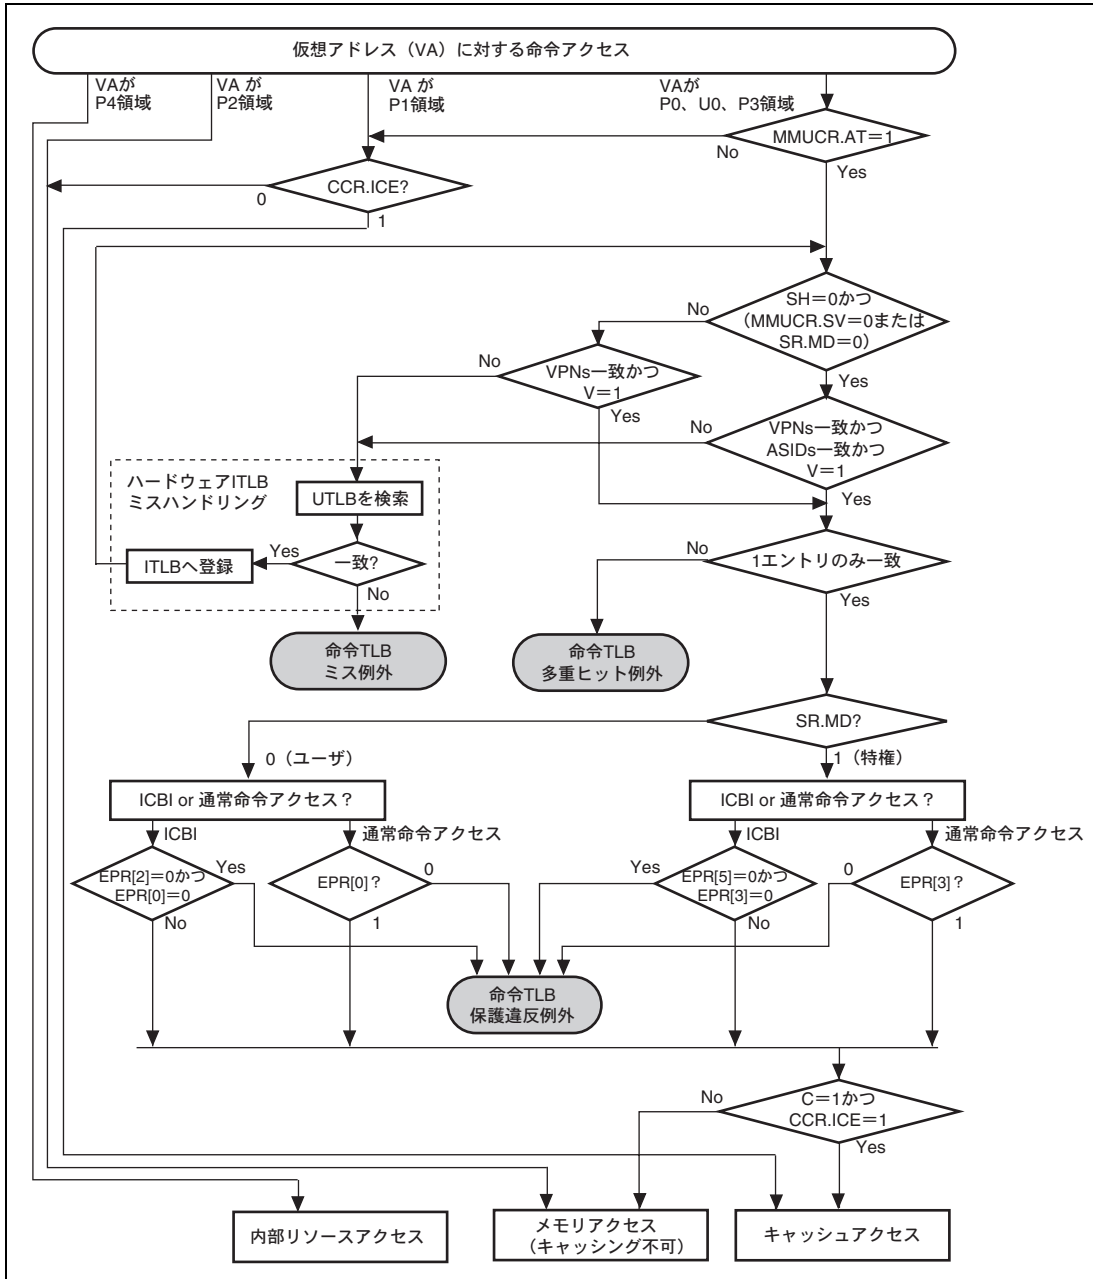 仮想アドレス（VA）に対する命令アクセス
VAが
P4領域
VA が
P2領域
VA が
P1領域
VAが
P0、U0、P3領域
MMUCR.AT＝1
No
Yes
CCR.ICE?
0
1
SH＝0かつ
（MMUCR.SV＝0または
SR.MD＝0）
No
Yes
VPNs一致かつ
V＝1
No
Yes
VPNs一致かつ
ASIDs一致かつ
V＝1
No
Yes
ハードウェアITLB
ミスハンドリング
UTLBを検索
一致?
Yes
No
ITLBへ登録
1エントリのみ一致
No
Yes
命令TLB
ミス例外
命令TLB
多重ヒット例外
SR.MD?
0（ユーザ）
1（特権）
ICBI or 通常命令アクセス？
ICBI or 通常命令アクセス？
ICBI
通常命令アクセス
ICBI
通常命令アクセス
EPR[2]＝0かつ
EPR[0]＝0
Yes
No
EPR[0]？
0
1
EPR[5]＝0かつ
EPR[3]＝0
Yes
No
EPR[3]？
0
1
命令TLB
保護違反例外
C＝1かつ
CCR.ICE＝1
No
Yes
内部リソースアクセス
メモリアクセス
（キャッシング不可）
キャッシュアクセス